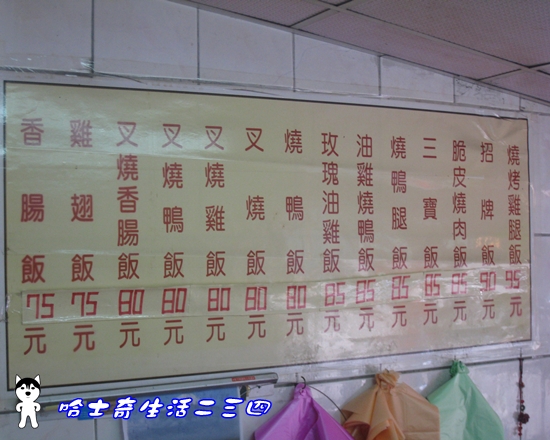 燒烤雞腿飯95元
招牌飯90元
脆皮燒肉飯85元
三寶飯85元
燒鴨腿飯85元
油雞燒鴨飯85元
玫瑰油雞飯85元
燒鴨飯80元
叉燒飯80元
叉燒雞飯80元
叉燒鴨飯80元
叉燒香腸飯80元
雞翅飯75元
香腸飯75元
哈士奇生活二三四